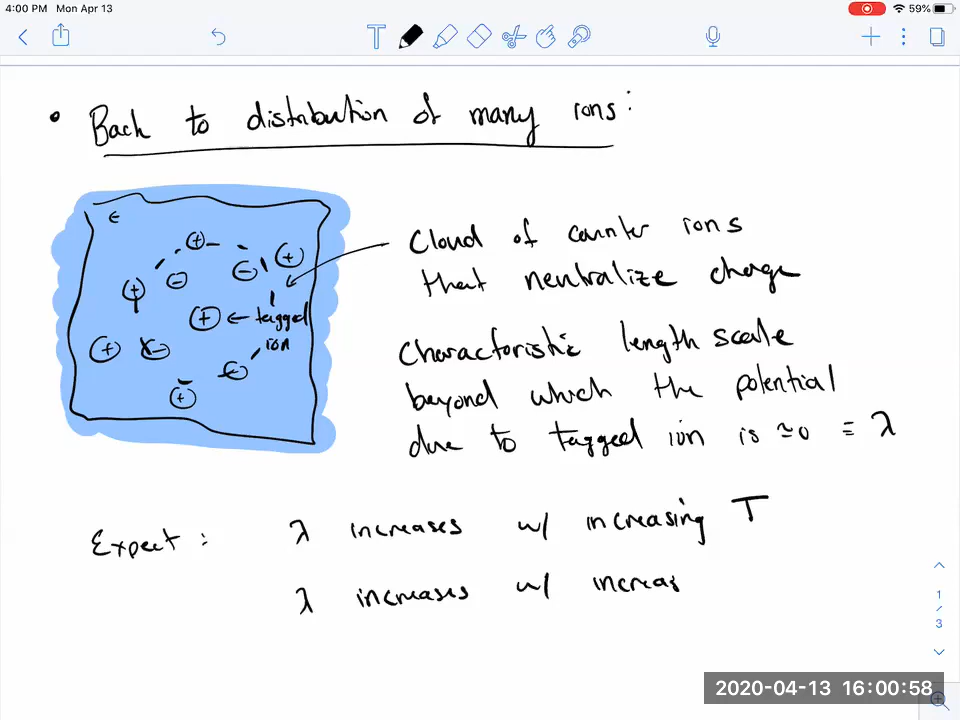 4:00 PM Mon Apr 13
59%
• Back to distribution of many ions:
ϵ
+ −
+
− +
+ −
+ ← tagged
ion
+ −
−
+
Cloud of counter ions
that neutralize charge
Characteristic length scale
beyond which the potential
due to tagged ion is ≈0 ≡ λ
Expect: λ increases w/ increasing T
λ increases w/ increas
1
/
3
2020-04-13 16:00:58